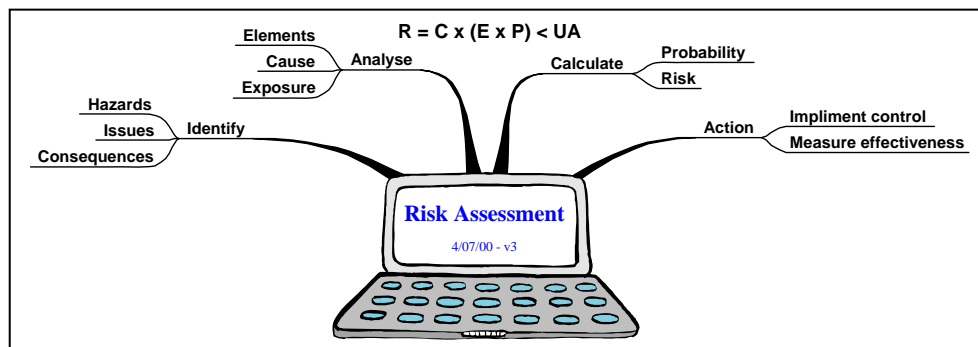 R = C x (E x P) < UA
Elements
Cause
Exposure
Analyse
Calculate
Probability
Risk
Hazards
Issues
Consequences
Identify
Action
Impliment control
Measure effectiveness
Risk Assessment
4/07/00 - v3